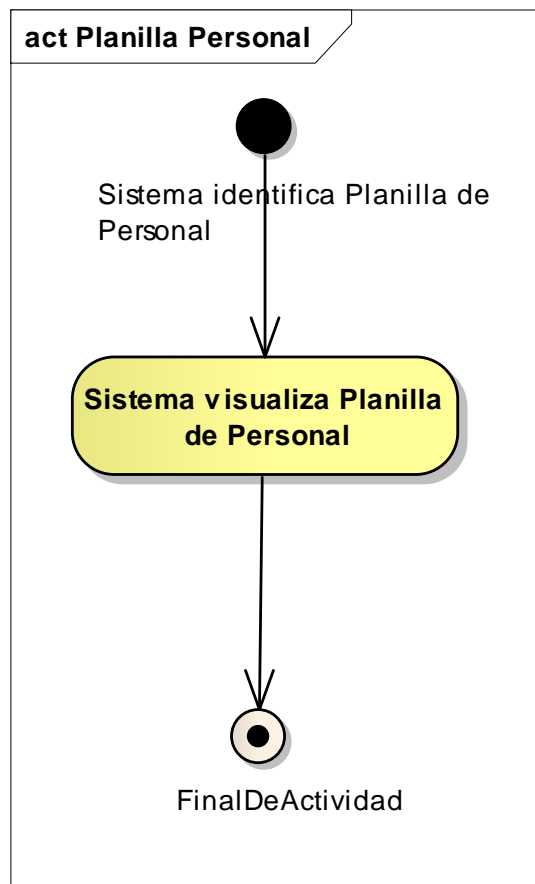 act Planilla Personal
Sistema identifica Planilla de
Personal
Sistema visualiza Planilla
de Personal
FinalDeActividad